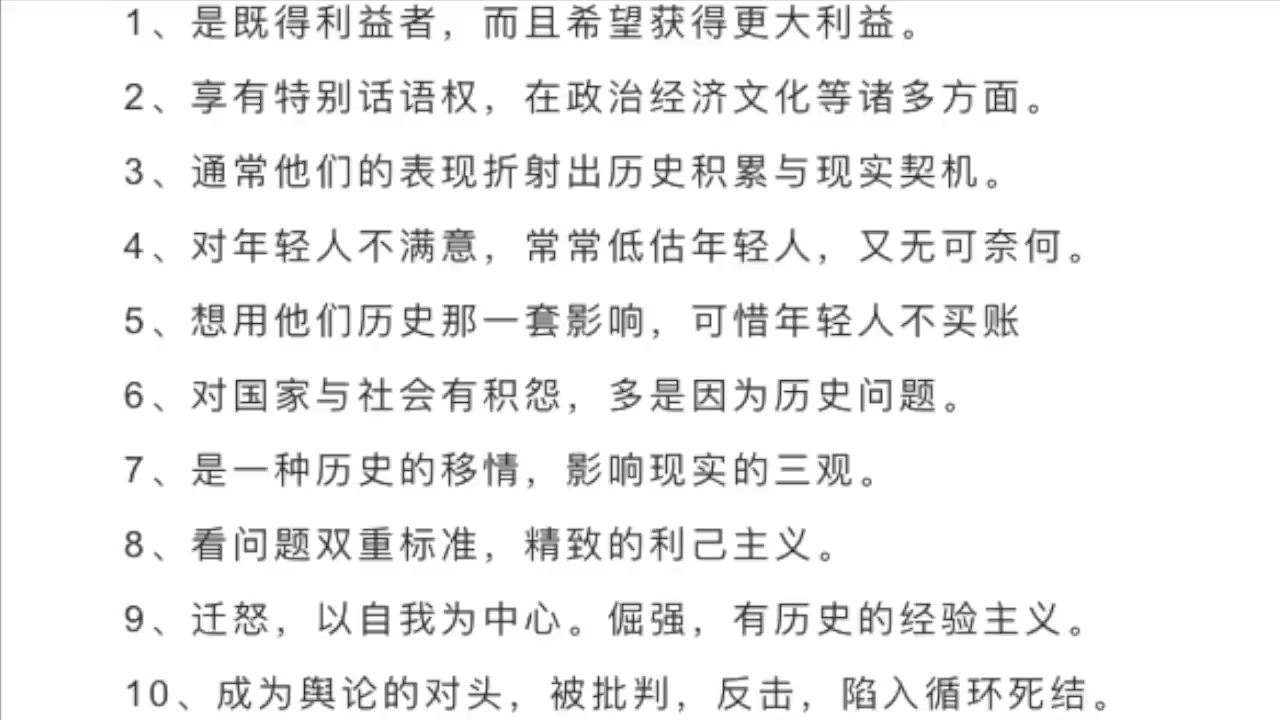 1、是既得利益者，而且希望获得更大利益。
2、享有特别话语权，在政治经济文化等诸多方面。
3、通常他们的表现折射出历史积累与现实契机。
4、对年轻人不满意，常常低估年轻人，又无可奈何。
5、想用他们历史那一套影响，可惜年轻人不买账
6、对国家与社会有积怨，多是因为历史问题。
7、是一种历史的移情，影响现实的三观。
8、看问题双重标准，精致的利己主义。
9、迁怒，以自我为中心。倔强，有历史的经验主义。
10、成为舆论的对头，被批判，反击，陷入循环死结。